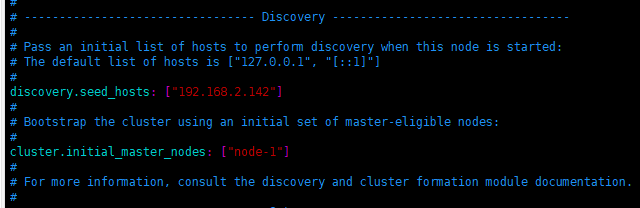 #
# -------------------------------- Discovery ---------------------------------
#
# Pass an initial list of hosts to perform discovery when this node is started:
# The default list of hosts is ["127.0.0.1", "[::1]"]
#
discovery.seed_hosts: ["192.168.2.142"]
#
# Bootstrap the cluster using an initial set of master-eligible nodes:
#
cluster.initial_master_nodes: ["node-1"]
#
# For more information, consult the discovery and cluster formation module documentation.
#